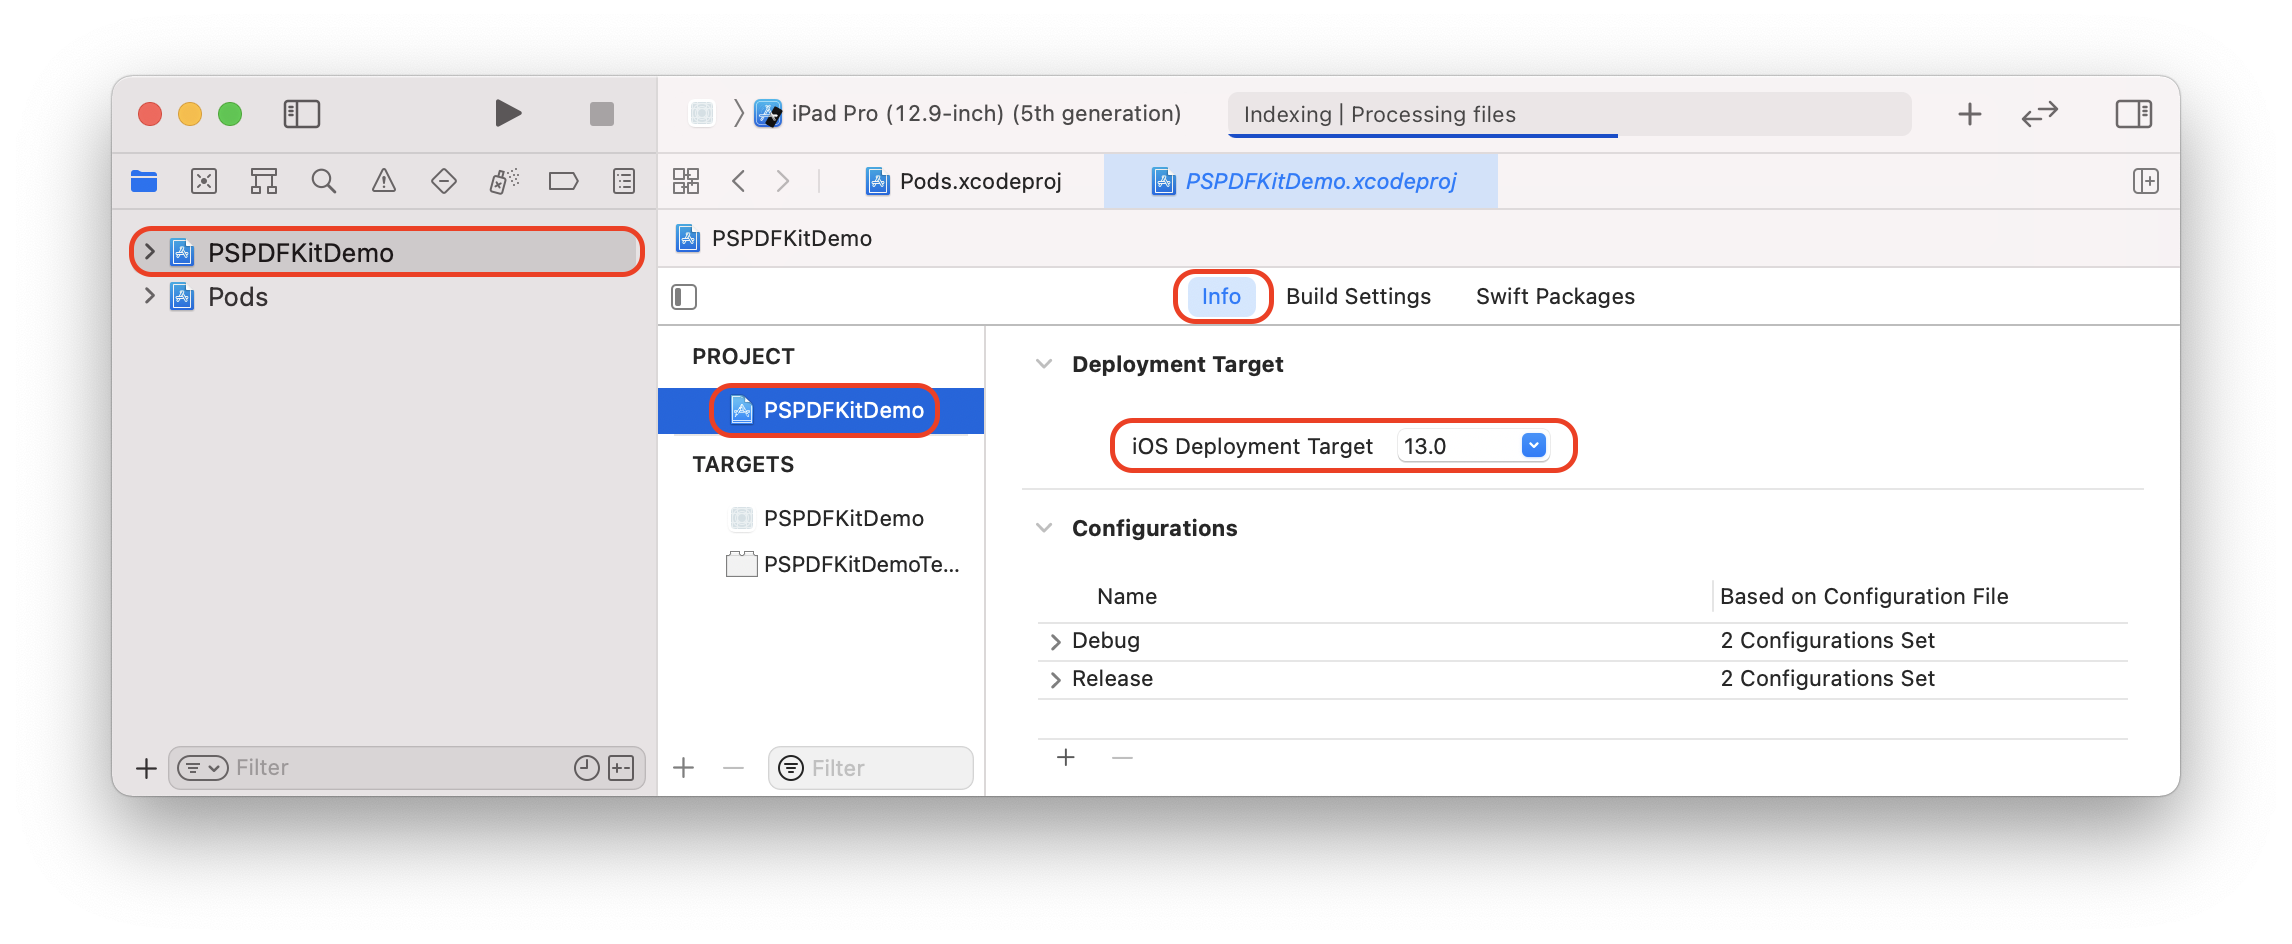 iPad Pro (12.9-inch) (5th generation)
Indexing | Processing files
Pods.xcodeproj
PSPDFKitDemo.xcodeproj
PSPDFKitDemo
Pods
Filter
PSPDFKitDemo
Info
Build Settings
Swift Packages
PROJECT
PSPDFKitDemo
TARGETS
PSPDFKitDemo
PSPDFKitDemoTe...
Filter
Deployment Target
iOS Deployment Target 13.0
Configurations
Name
Based on Configuration File
Debug
2 Configurations Set
Release
2 Configurations Set